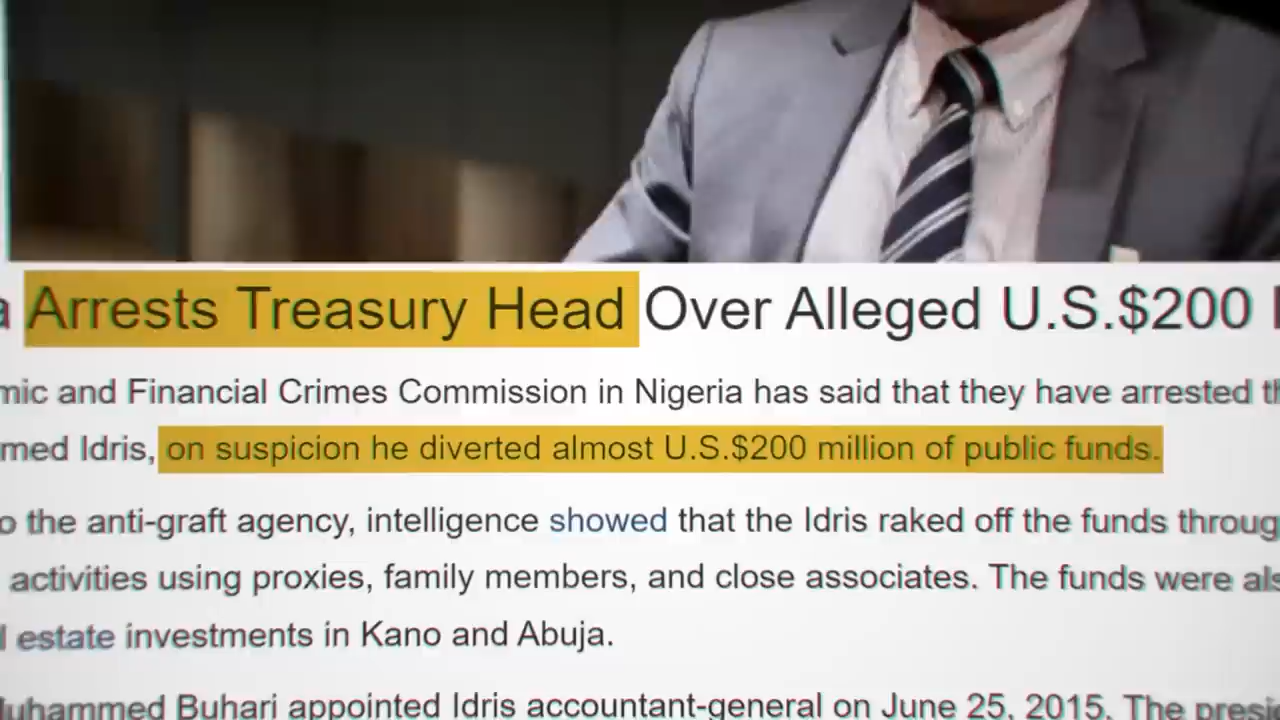 a Arrests Treasury Head Over Alleged U.S.$200
mic and Financial Crimes Commission in Nigeria has said that they have arrested th
med Idris, on suspicion he diverted almost U.S.$200 million of public funds.
o the anti-graft agency, intelligence showed that the Idris raked off the funds throug
activities using proxies, family members, and close associates. The funds were als
l estate investments in Kano and Abuja.
Muhammed Buhari appointed Idris accountant-general on June 25, 2015. The presid